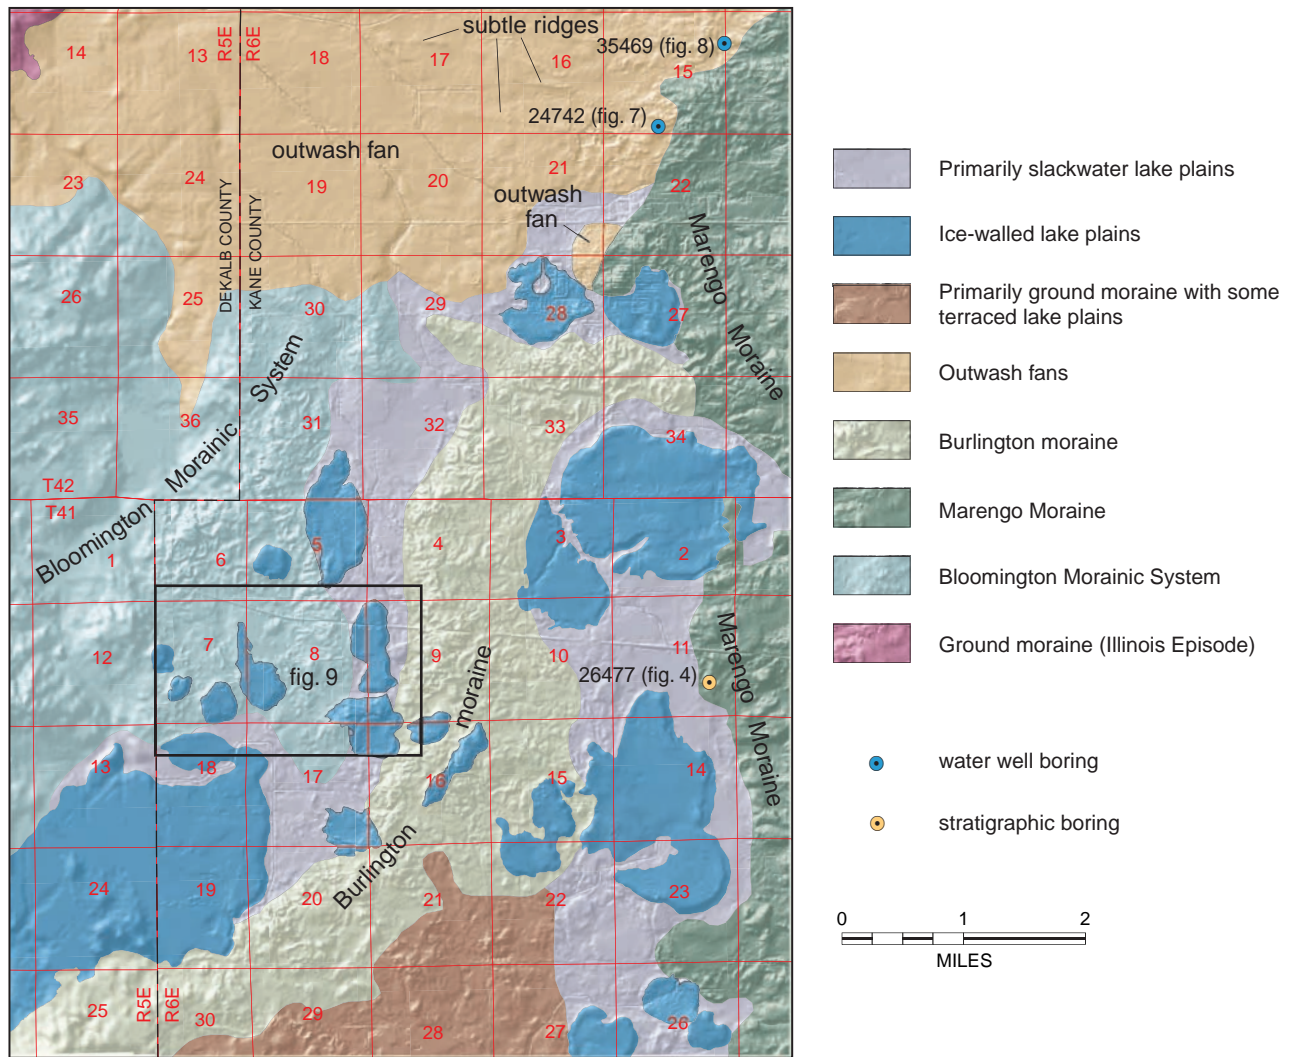 subtle ridges
14
13
R5E
R6E
18
17
16
35469 (fig. 8)
15
24742 (fig. 7)
outwash fan
23
24
19
20
21
22
outwash
fan
DEKALB COUNTY
KANE COUNTY
Marengo
Moraine
26
25
30
29
28
27
System
35
36
31
32
33
34
Morainic
T42
T41
Bloomington
1
6
5
4
3
2
12
7
8
fig. 9
9
10
11
26477 (fig. 4)
moraine
Marengo
Moraine
13
18
17
16
15
14
Burlington
24
19
20
21
22
23
25
R5E
R6E
30
29
28
27
26
Primarily slackwater lake plains
Ice-walled lake plains
Primarily ground moraine with some
terraced lake plains
Outwash fans
Burlington moraine
Marengo Moraine
Bloomington Morainic System
Ground moraine (Illinois Episode)
water well boring
stratigraphic boring
0 1 2
MILES